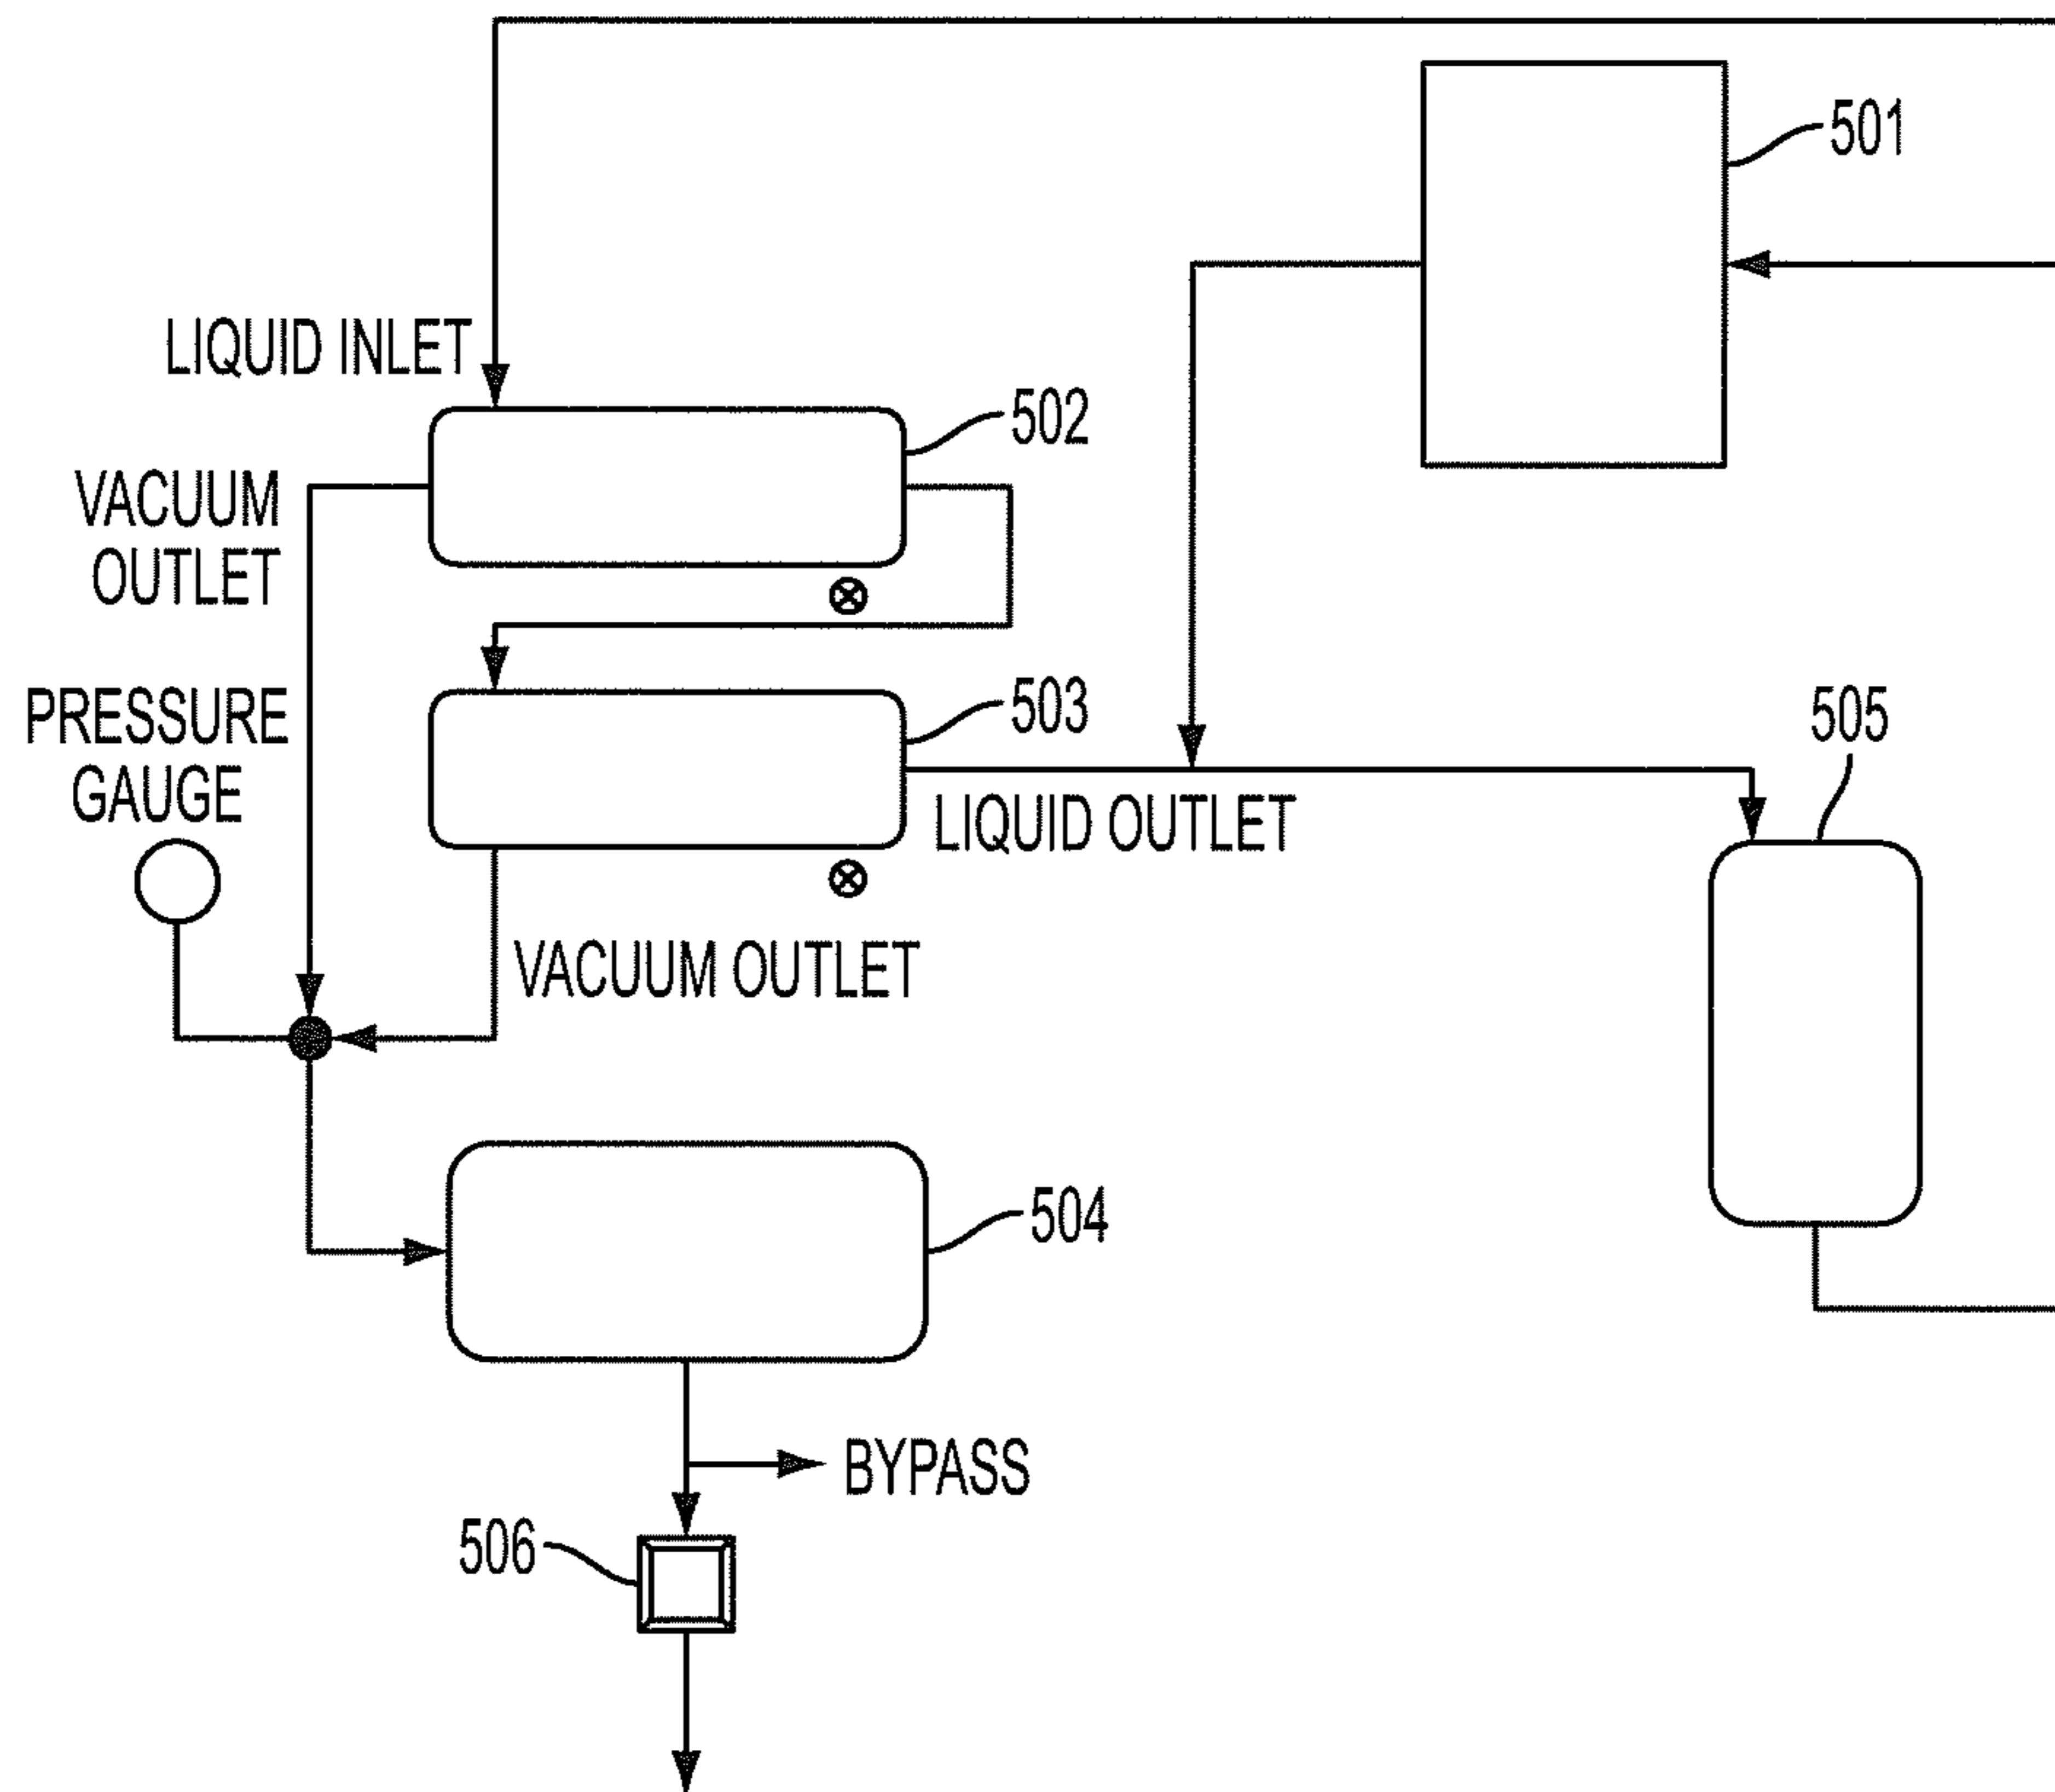 501
LIQUID INLET
502
VACUUM
OUTLET
503
PRESSURE
GAUGE
505
LIQUID OUTLET
VACUUM OUTLET
504
BYPASS
506